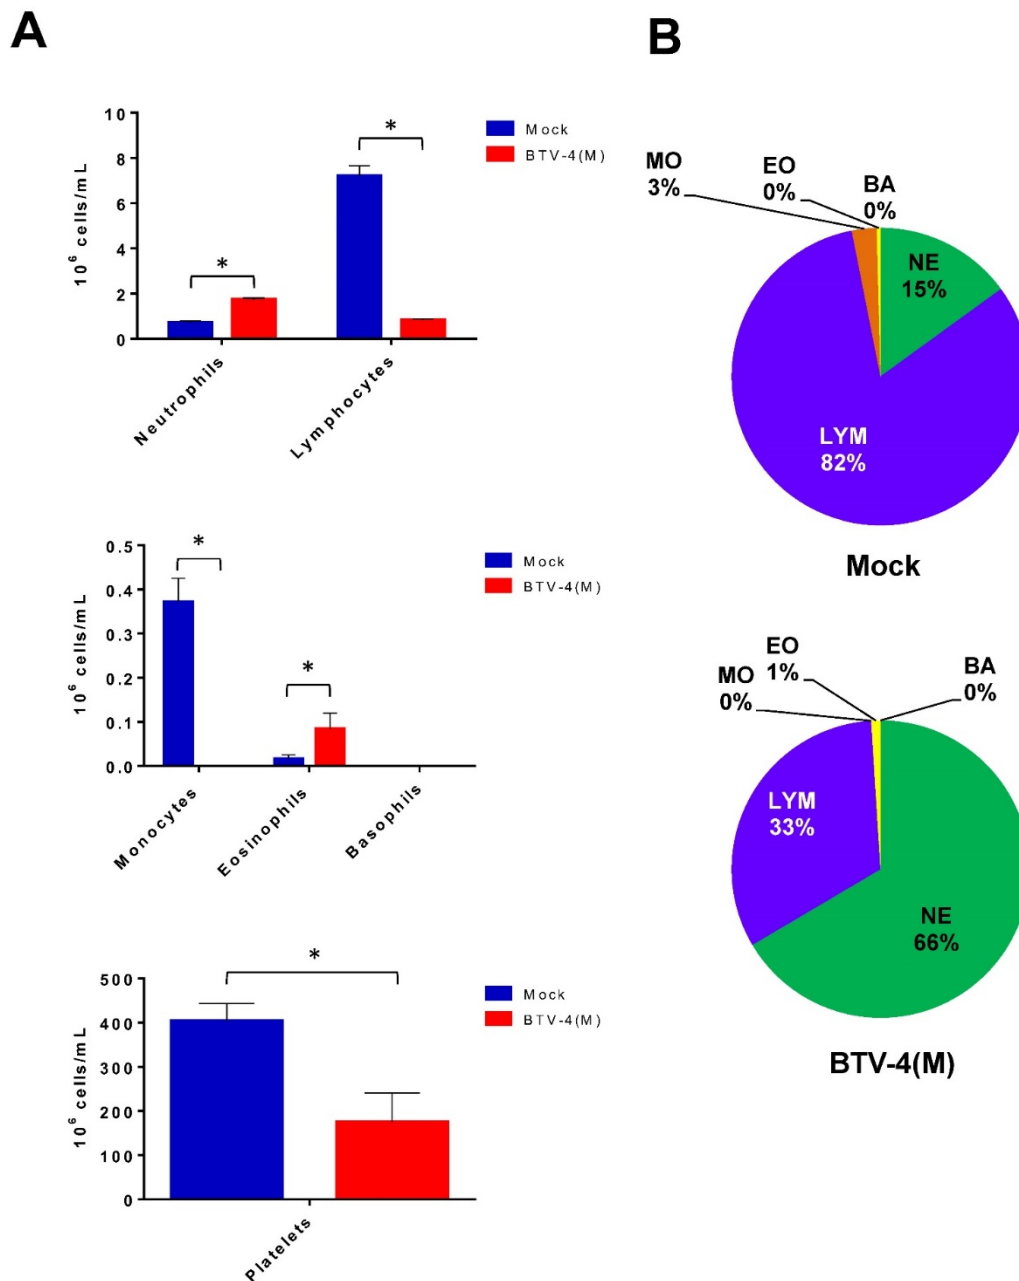 A
10⁶ cells/mL
10
8
6
4
2
0
*
*
Neutrophils
Lymphocytes
Mock
BTV-4(M)
10⁶ cells/mL
0.5
0.4
0.3
0.2
0.1
0.0
*
*
Monocytes
Eosinophils
Basophils
Mock
BTV-4(M)
10⁶ cells/mL
500
400
300
200
100
0
*
Platelets
Mock
BTV-4(M)
B
MO
3%
EO
0%
BA
0%
NE
15%
LYM
82%
Mock
MO
0%
EO
1%
BA
0%
LYM
33%
NE
66%
BTV-4(M)